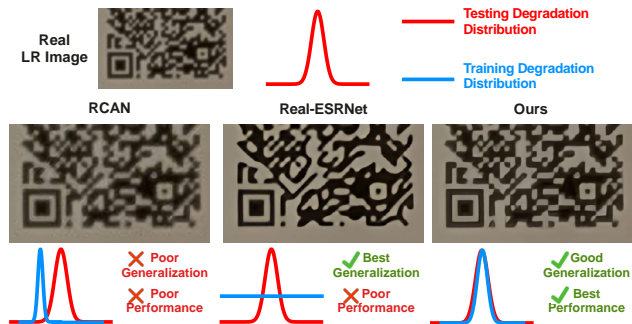 Real
LR Image
Testing Degradation
Distribution
Training Degradation
Distribution
RCAN
Real-ESRNet
Ours
Poor
Generalization
Poor
Performance
Best
Generalization
Poor
Performance
Good
Generalization
Best
Performance